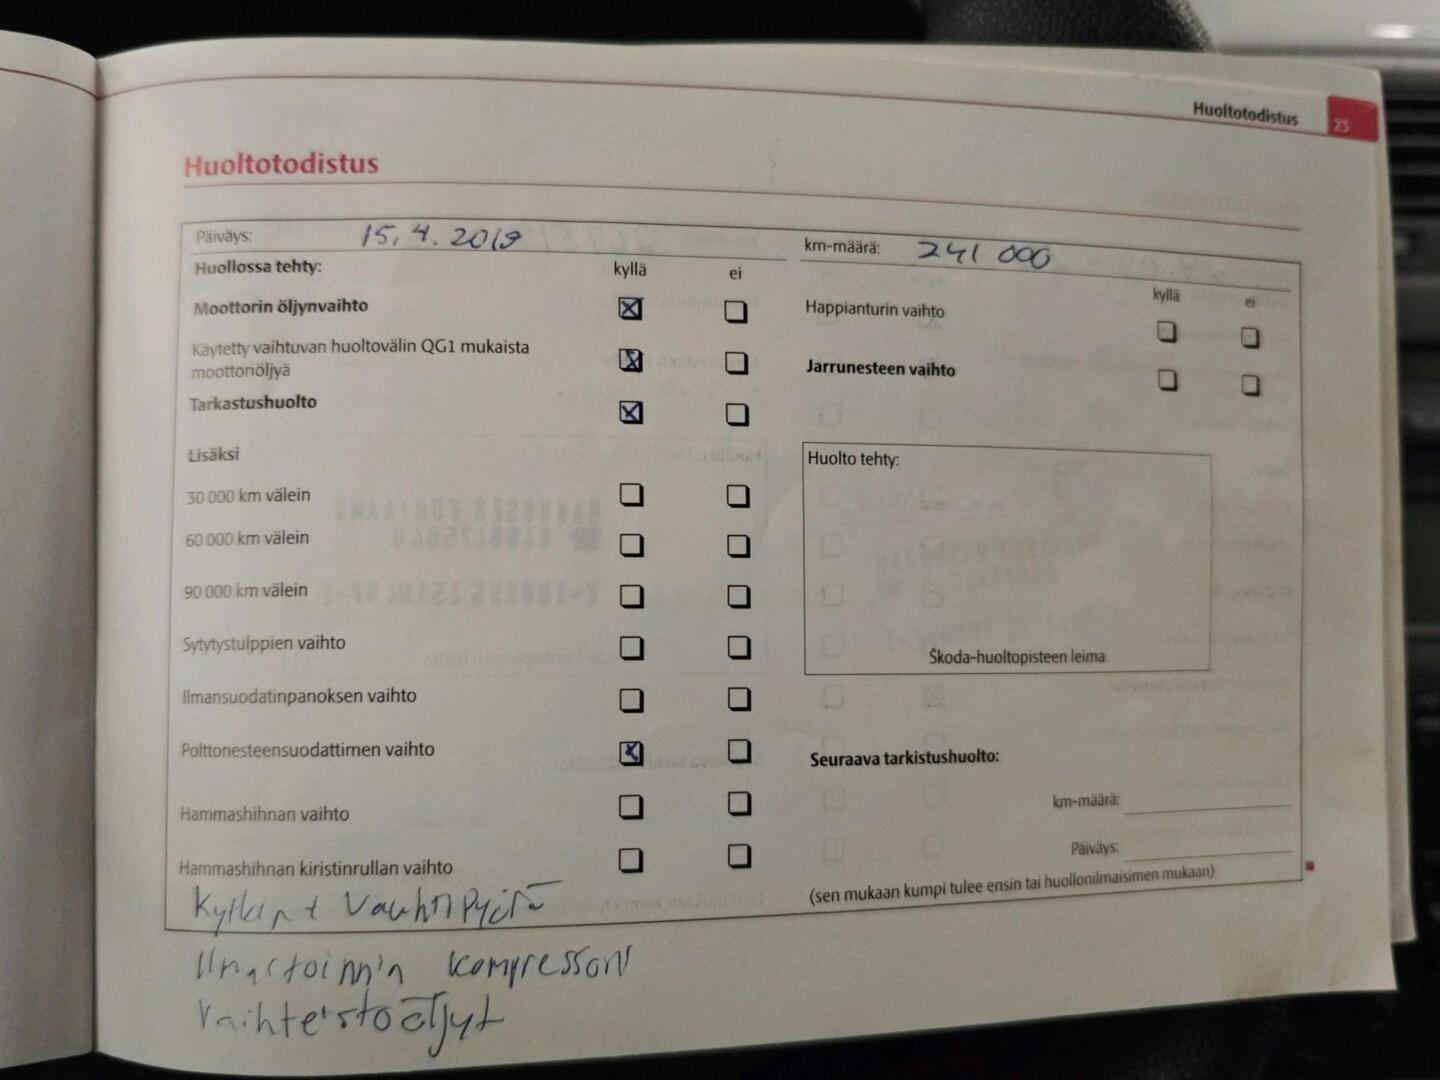 Huoltotodistus 23
Huoltotodistus
Päiväys: 15.4.2019
km-määrä: 241 000
Huollossa tehty: kyllä ei
Moottorin öljynvaihto
Käytetty vaihtuvan huoltovälin QG1 mukaista
moottoriöljyä
Tarkastushuolto
Lisäksi
30 000 km välein
60 000 km välein
90 000 km välein
Sytytystulppien vaihto
Ilmansuodatinpanoksen vaihto
Polttonesteensuodattimen vaihto
Hammashihnan vaihto
Hammashihnan kiristinrullan vaihto
kyllä ei
Happianturin vaihto
Jarrunesteen vaihto
Huolto tehty:
Škoda-huoltopisteen leima
Seuraava tarkistushuolto:
km-määrä:
Päiväys:
(sen mukaan kumpi tulee ensin tai huollonilmaisimen mukaan)
Kytkin + Vauhtipyörä
Ilmastoinnin kompressori
Vaihteistoöljyt